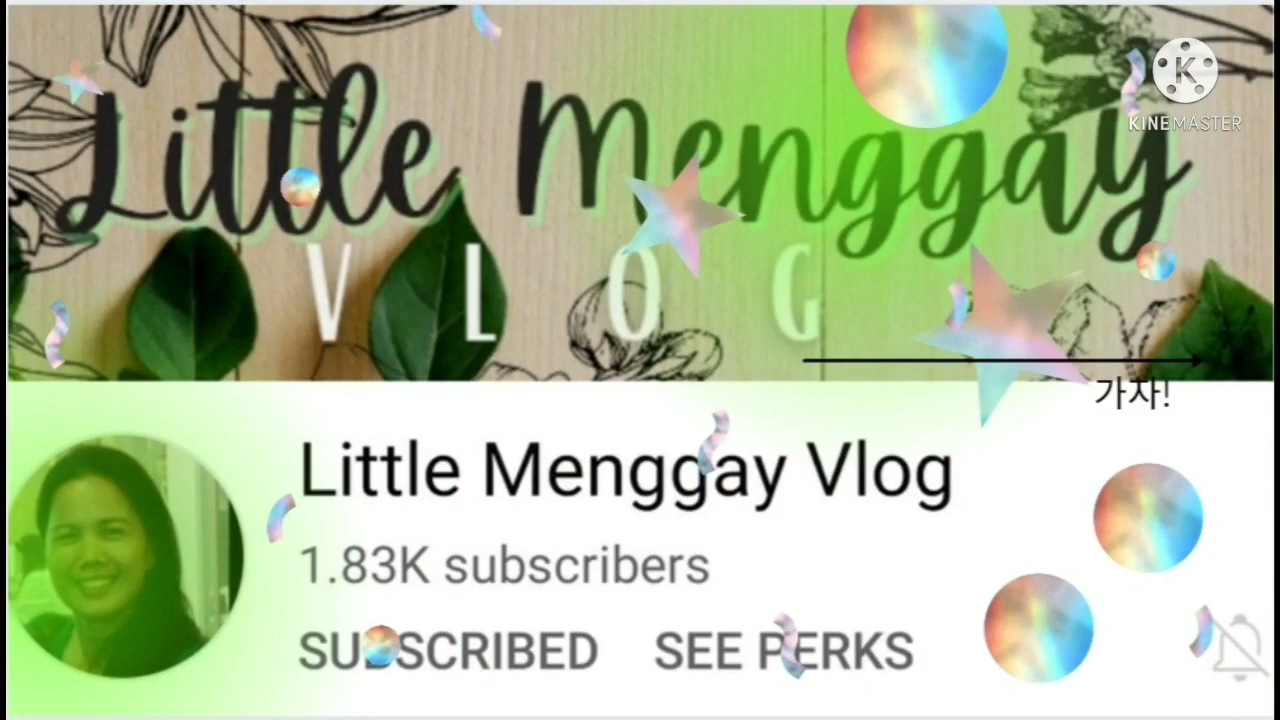 Little Menggay
VLOG
K
KINEMASTER
가자!
Little Menggay Vlog
1.83K subscribers
SUBSCRIBED SEE PERKS